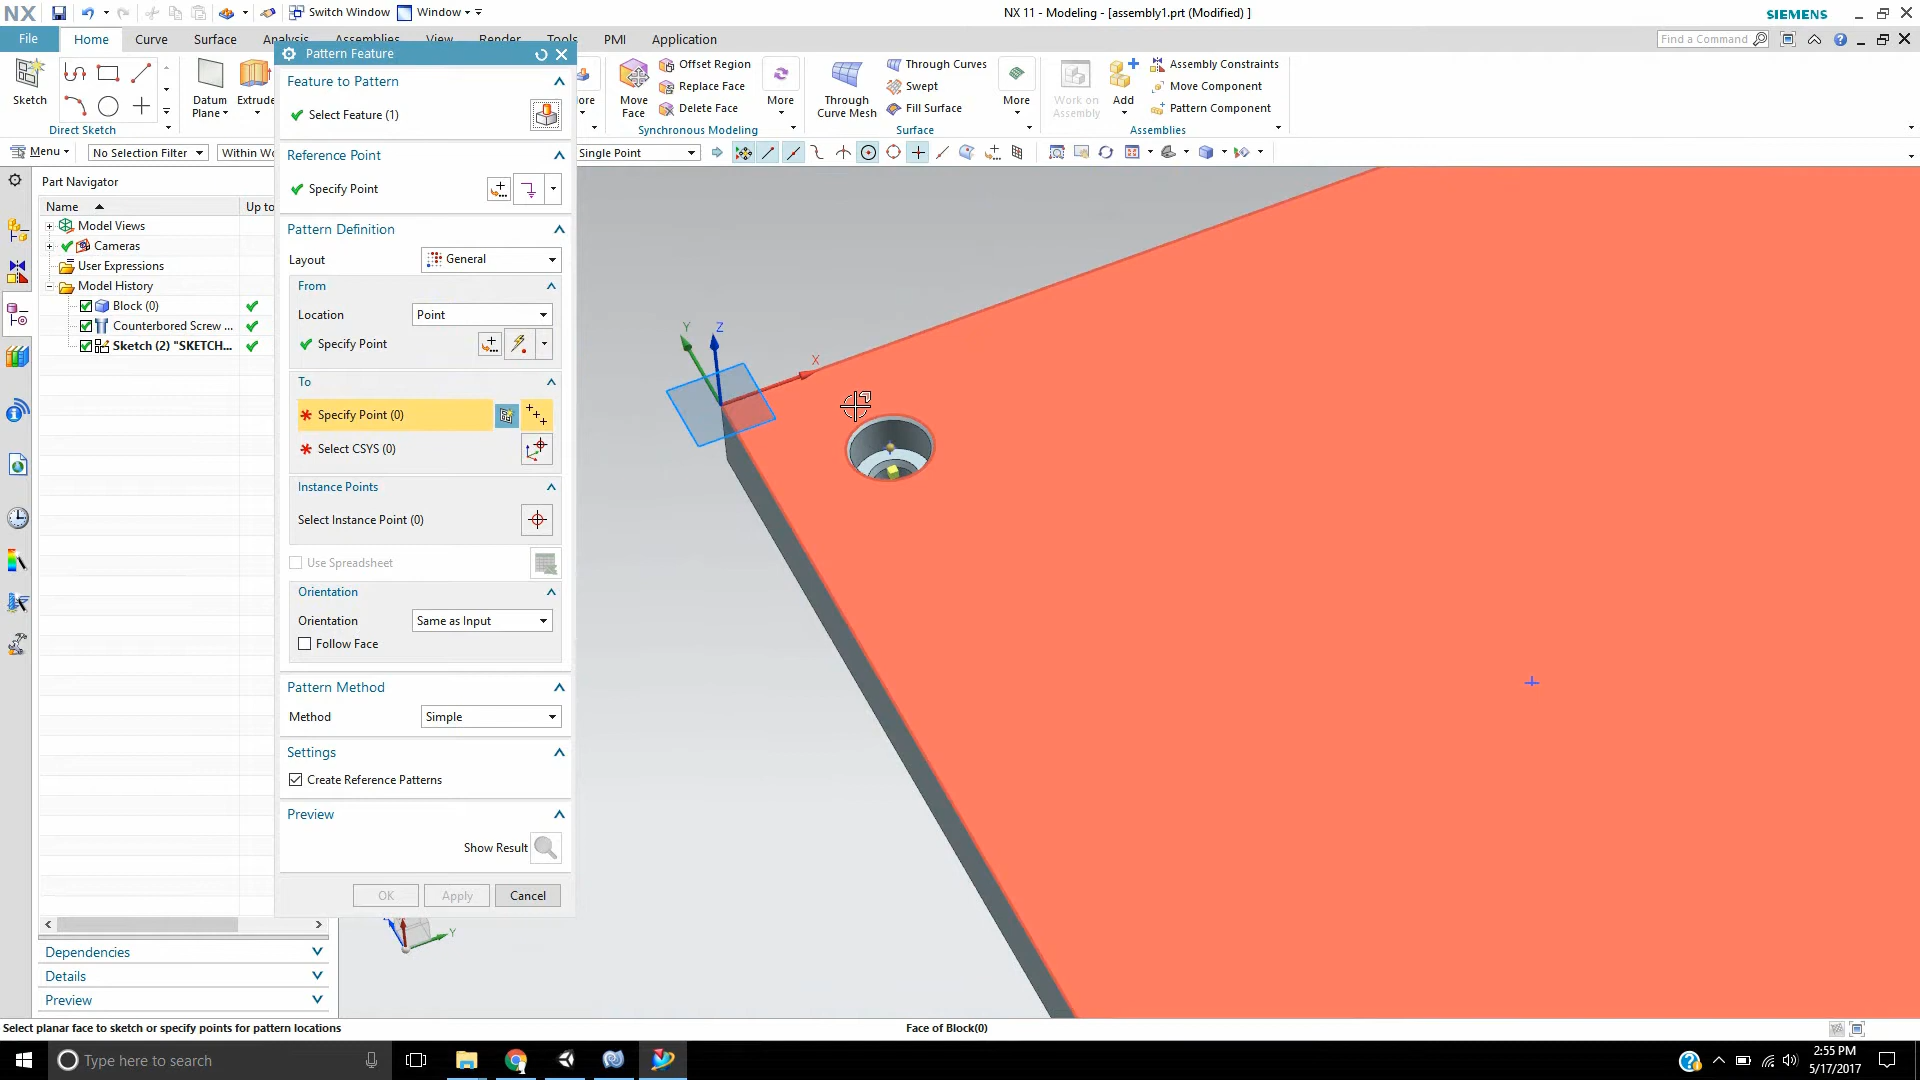 NX
Switch Window
Window
NX 11 - Modeling - [assembly1.prt (Modified) ]
SIEMENS
File
Home
Curve
Surface
Analysis
Assemblies
View
Render
Tools
PMI
Application
Find a Command
Pattern Feature
Sketch
Direct Sketch
Datum
Plane
Extrude
Move
Face
Offset Region
Replace Face
Delete Face
More
Synchronous Modeling
Through
Curve Mesh
Through Curves
Swept
Fill Surface
More
Surface
Work on
Assembly
Add
Assembly Constraints
Move Component
Pattern Component
Assemblies
Menu
No Selection Filter
Within Wo
Single Point
Part Navigator
Name
Up to
Model Views
Cameras
User Expressions
Model History
Block (0)
Counterbored Screw ...
Sketch (2) "SKETCH...
Feature to Pattern
Select Feature (1)
Reference Point
Specify Point
Pattern Definition
Layout
General
From
Location
Point
Specify Point
To
Specify Point (0)
Select CSYS (0)
Instance Points
Select Instance Point (0)
Use Spreadsheet
Orientation
Orientation
Same as Input
Follow Face
Pattern Method
Method
Simple
Settings
Create Reference Patterns
Preview
Show Result
OK
Apply
Cancel
Y
Z
X
Y
Dependencies
Details
Preview
Select planar face to sketch or specify points for pattern locations
Face of Block(0)
Type here to search
2:55 PM
5/17/2017